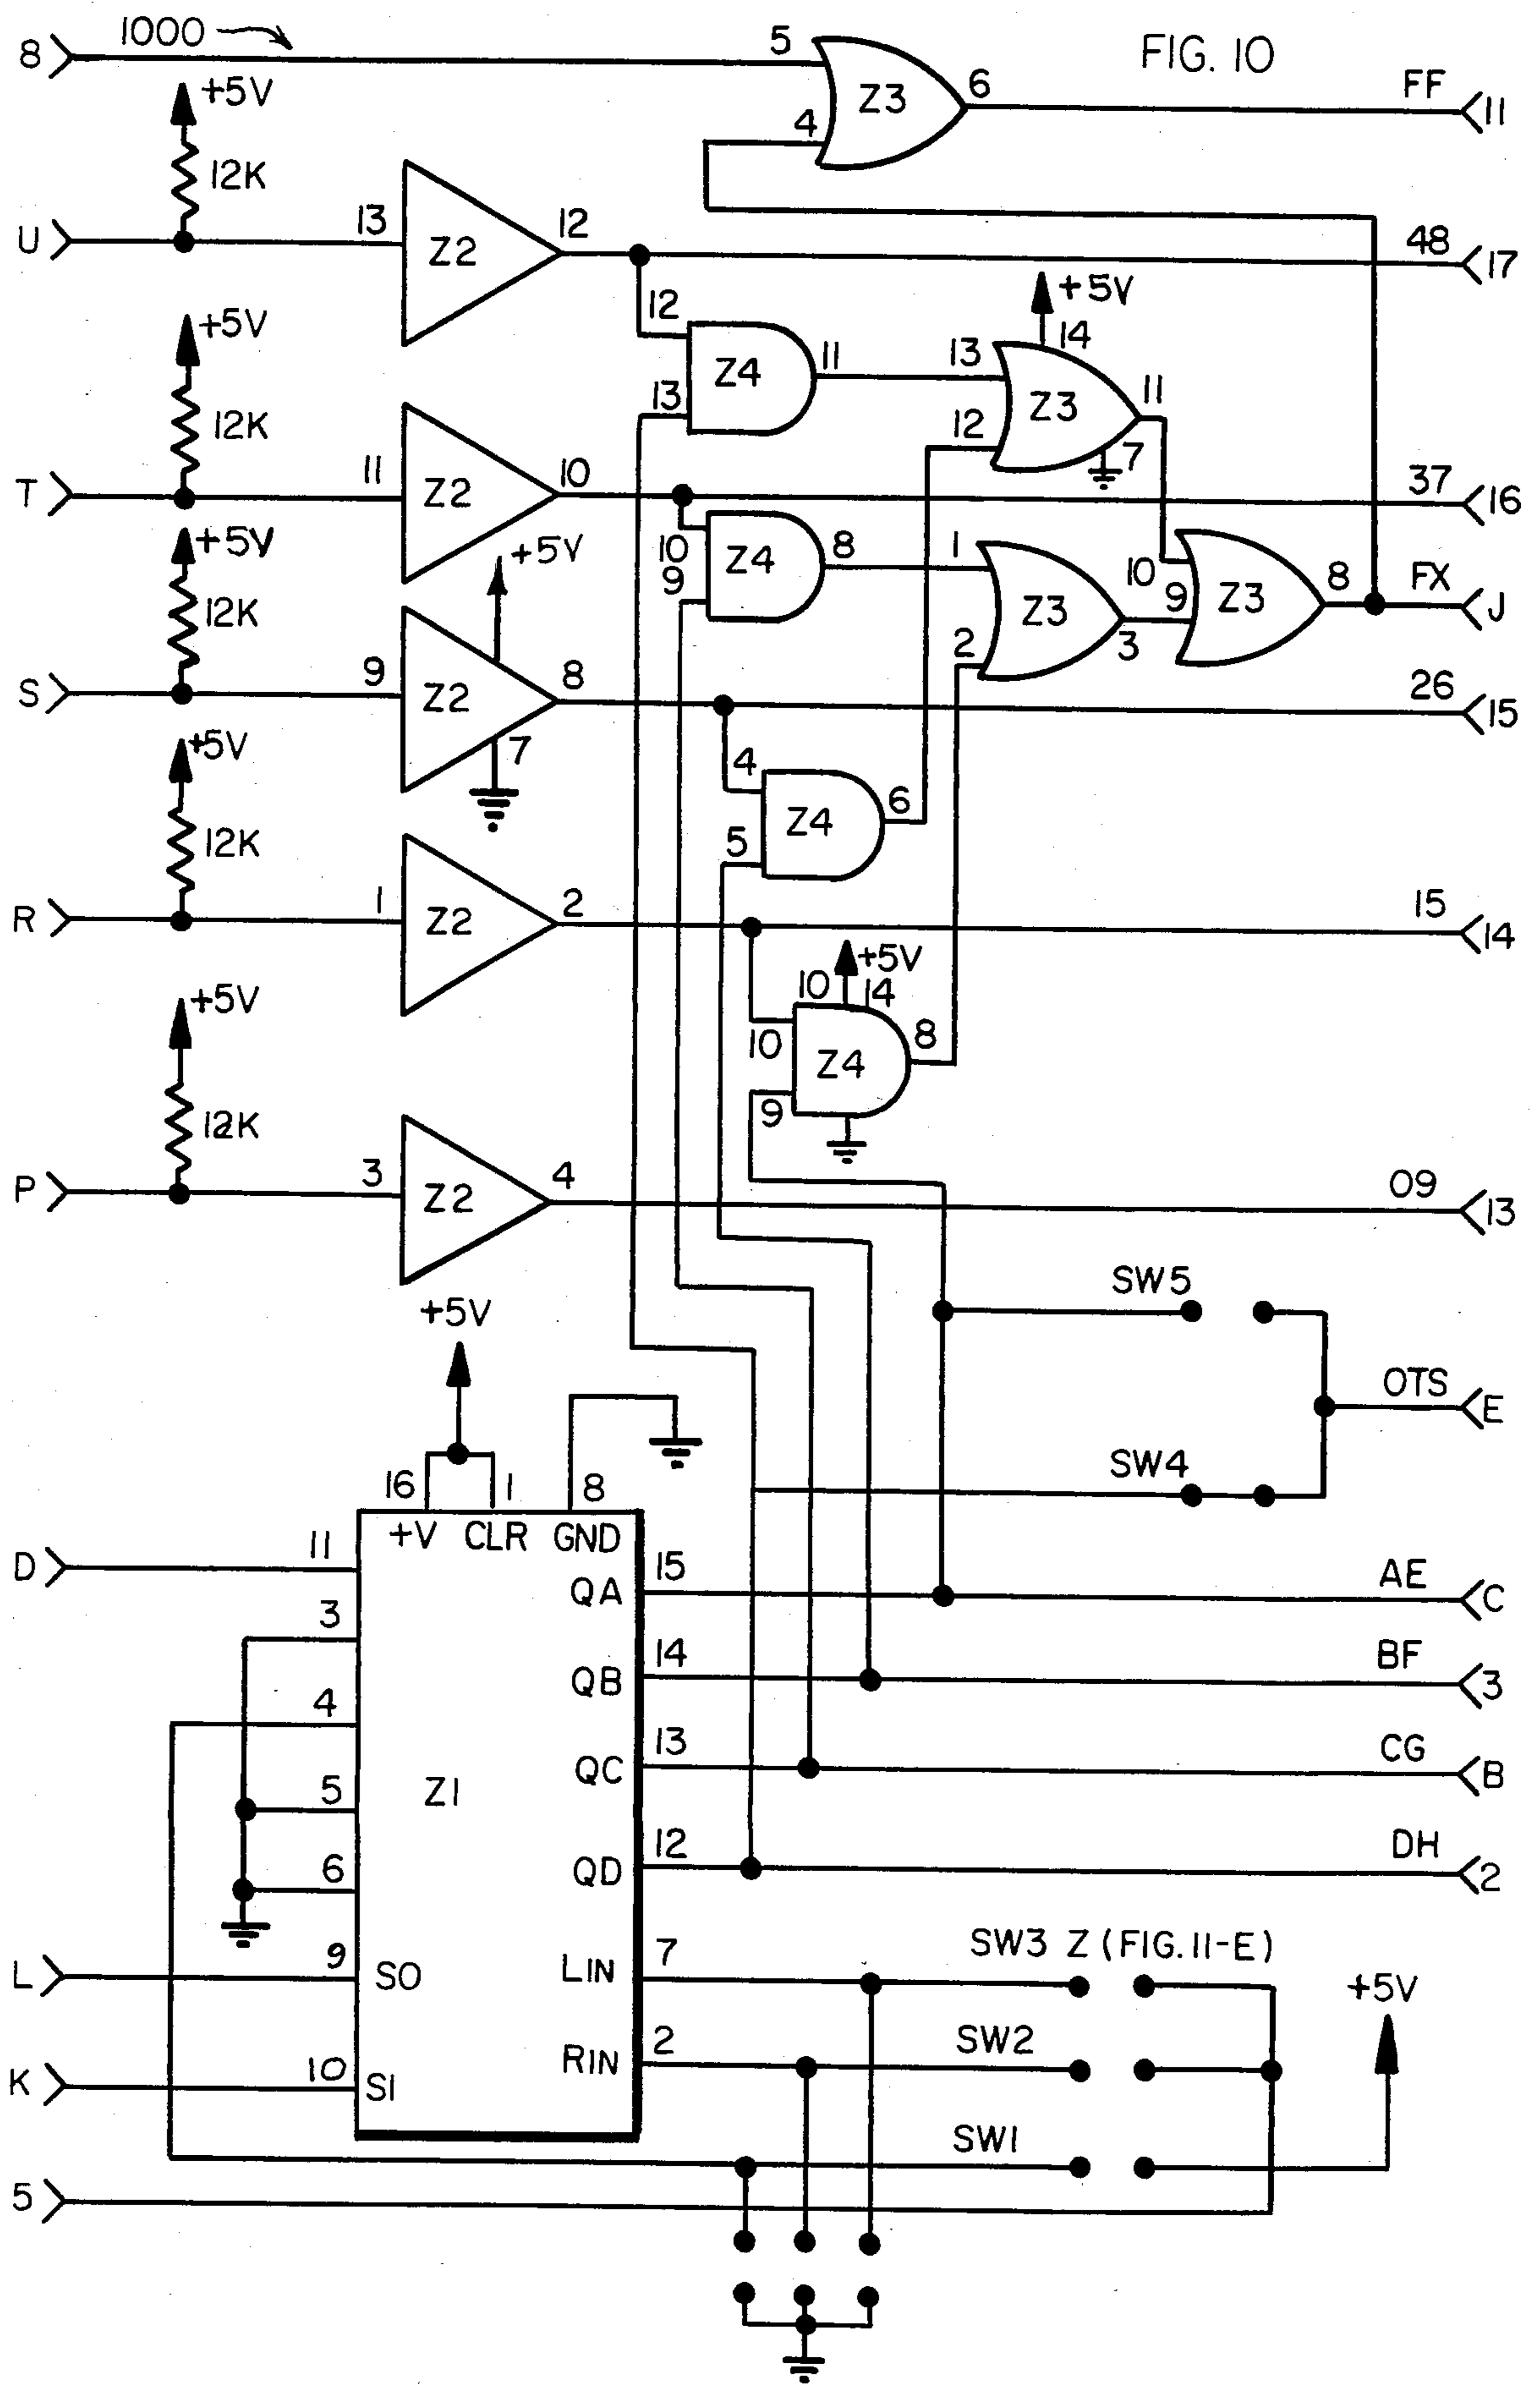 FIG. 10
1000
8
5
4
Z3
6
FF
11
+5V
12K
U
13
Z2
12
48
17
12
13
Z4
11
+5V
14
13
12
Z3
11
7
+5V
12K
T
11
Z2
10
37
16
10
9
Z4
8
1
2
Z3
3
10
9
Z3
8
FX
J
+5V
12K
S
9
+5V
Z2
7
8
26
15
4
5
Z4
6
+5V
12K
R
1
Z2
2
15
14
+5V
10
14
10
9
Z4
8
+5V
12K
P
3
Z2
4
09
13
SW5
OTS
E
SW4
+5V
16
1
8
+V
CLR
GND
D
11
QA
15
AE
C
3
QB
14
BF
3
4
QC
13
CG
B
5
Z1
6
QD
12
DH
2
L
9
S0
LIN
7
SW3 Z (FIG. 11-E)
+5V
K
10
S1
RIN
2
SW2
SW1
5